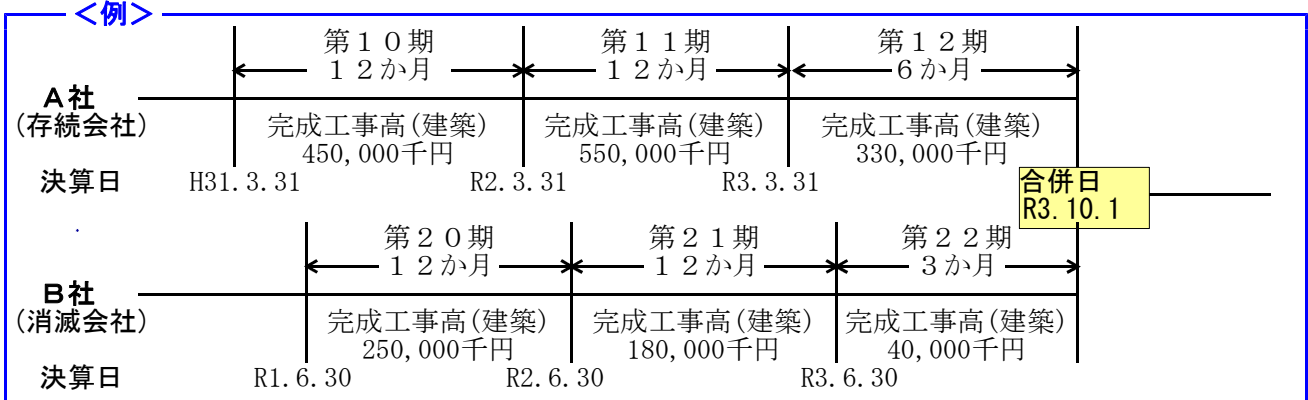 ＜例＞
第１０期 第１１期 第１２期
１２か月 １２か月 6か月
A社
(存続会社)
完成工事高(建築) 完成工事高(建築) 完成工事高(建築)
450,000千円 550,000千円 330,000千円
決算日 H31.3.31 R2.3.31 R3.3.31
合併日
R3.10.1
第２０期 第２１期 第２２期
１２か月 １２か月 ３か月
B社
(消滅会社)
完成工事高(建築) 完成工事高(建築) 完成工事高(建築)
250,000千円 180,000千円 40,000千円
決算日 R1.6.30 R2.6.30 R3.6.30